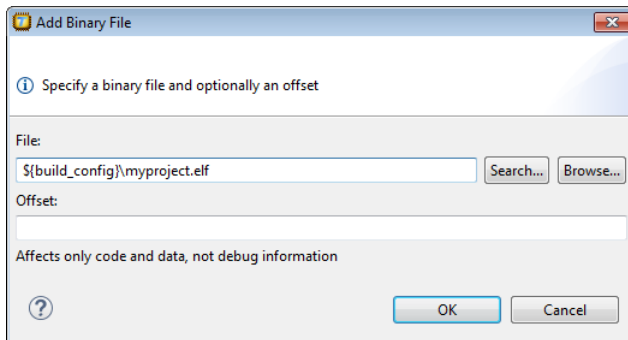 Add Binary File
Specify a binary file and optionally an offset
File:
${build_config}\myproject.elf
Search... Browse...
Offset:
Affects only code and data, not debug information
? OK Cancel